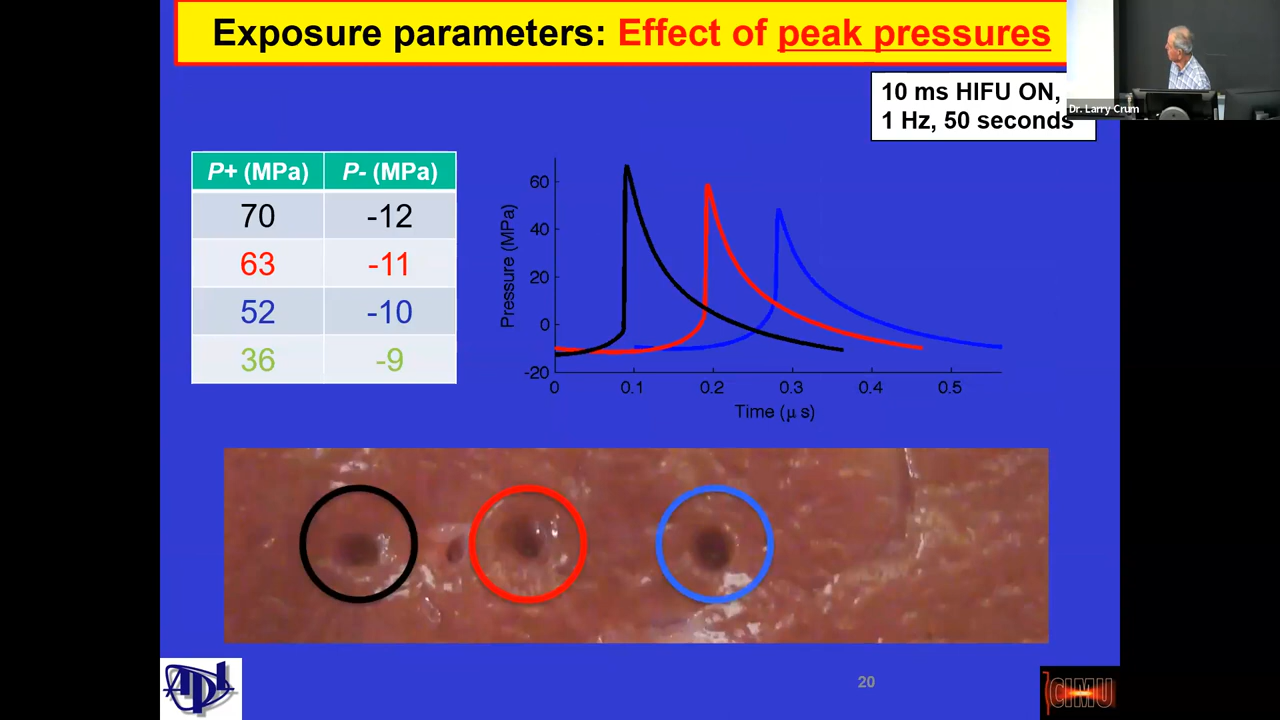 Exposure parameters: Effect of peak pressures
10 ms HIFU ON,
1 Hz, 50 seconds
Dr. Larry Crum
P+ (MPa) P- (MPa)
70 -12
63 -11
52 -10
36 -9
Pressure (MPa)
60
40
20
0
-20
0 0.1 0.2 0.3 0.4 0.5
Time (μ s)
APL
20
CIMU